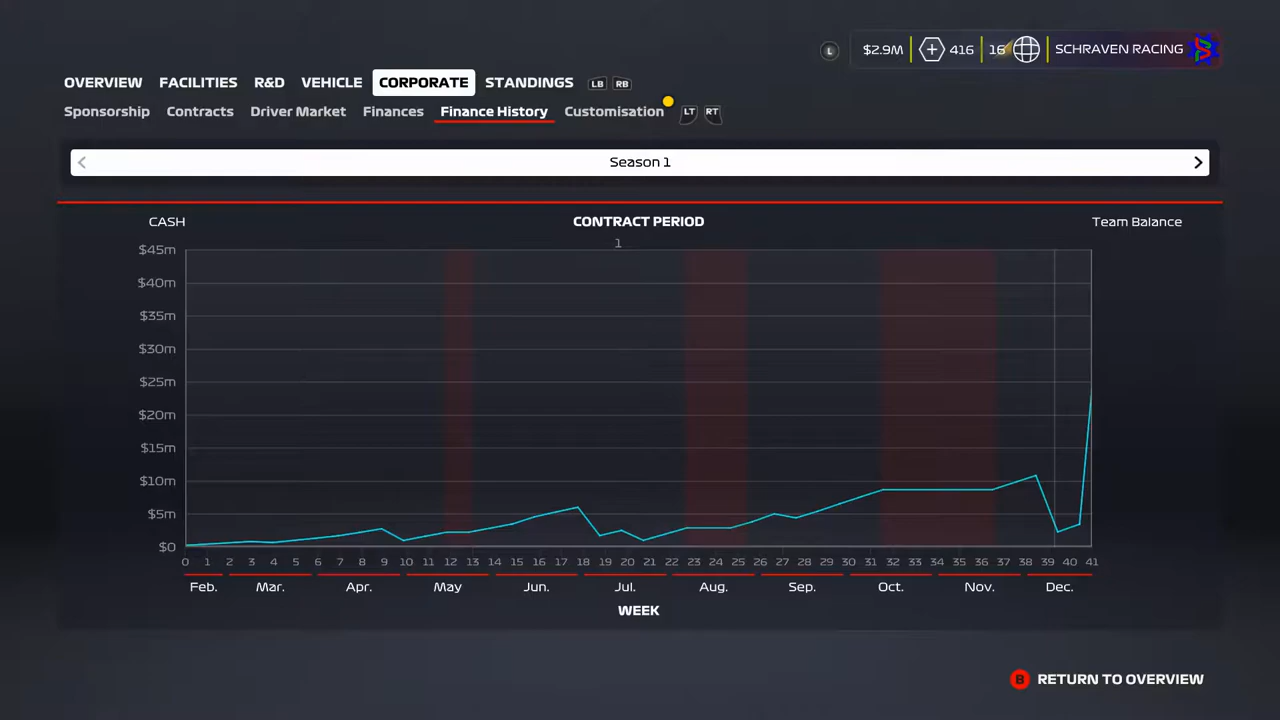 L $2.9M 416 16 SCHRAVEN RACING
OVERVIEW FACILITIES R&D VEHICLE CORPORATE STANDINGS LB RB
Sponsorship Contracts Driver Market Finances Finance History Customisation LT RT
Season 1
CASH CONTRACT PERIOD Team Balance
1
$45m
$40m
$35m
$30m
$25m
$20m
$15m
$10m
$5m
$0
0 1 2 3 4 5 6 7 8 9 10 11 12 13 14 15 16 17 18 19 20 21 22 23 24 25 26 27 28 29 30 31 32 33 34 35 36 37 38 39 40 41
Feb. Mar. Apr. May Jun. Jul. Aug. Sep. Oct. Nov. Dec.
WEEK
B RETURN TO OVERVIEW